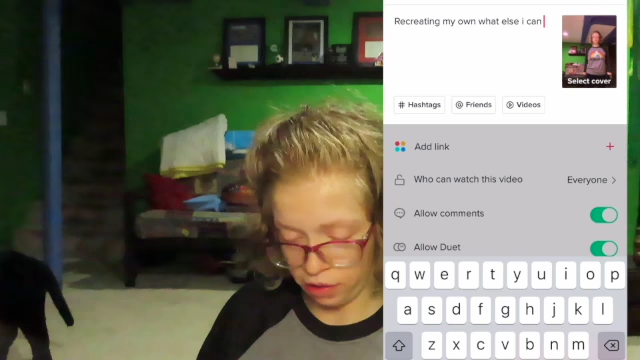 Recreating my own what else i can
Select cover
# Hashtags @ Friends Videos
Add link +
Who can watch this video Everyone >
Allow comments
Allow Duet
q w e r t y u i o p
a s d f g h j k l
z x c v b n m